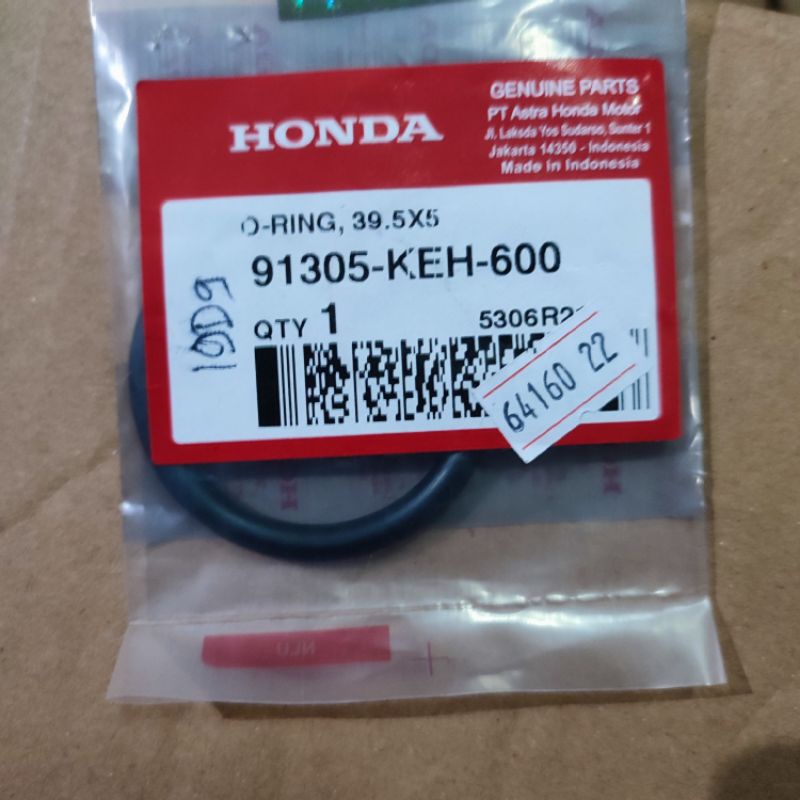 HONDA
GENUINE PARTS
PT Astra Honda Motor
Jl. Laksda Yos Sudarso, Sunter 1
Jakarta 14350 - Indonesia
Made in Indonesia
O-RING, 39.5X5
91305-KEH-600
QTY 1
64160 22